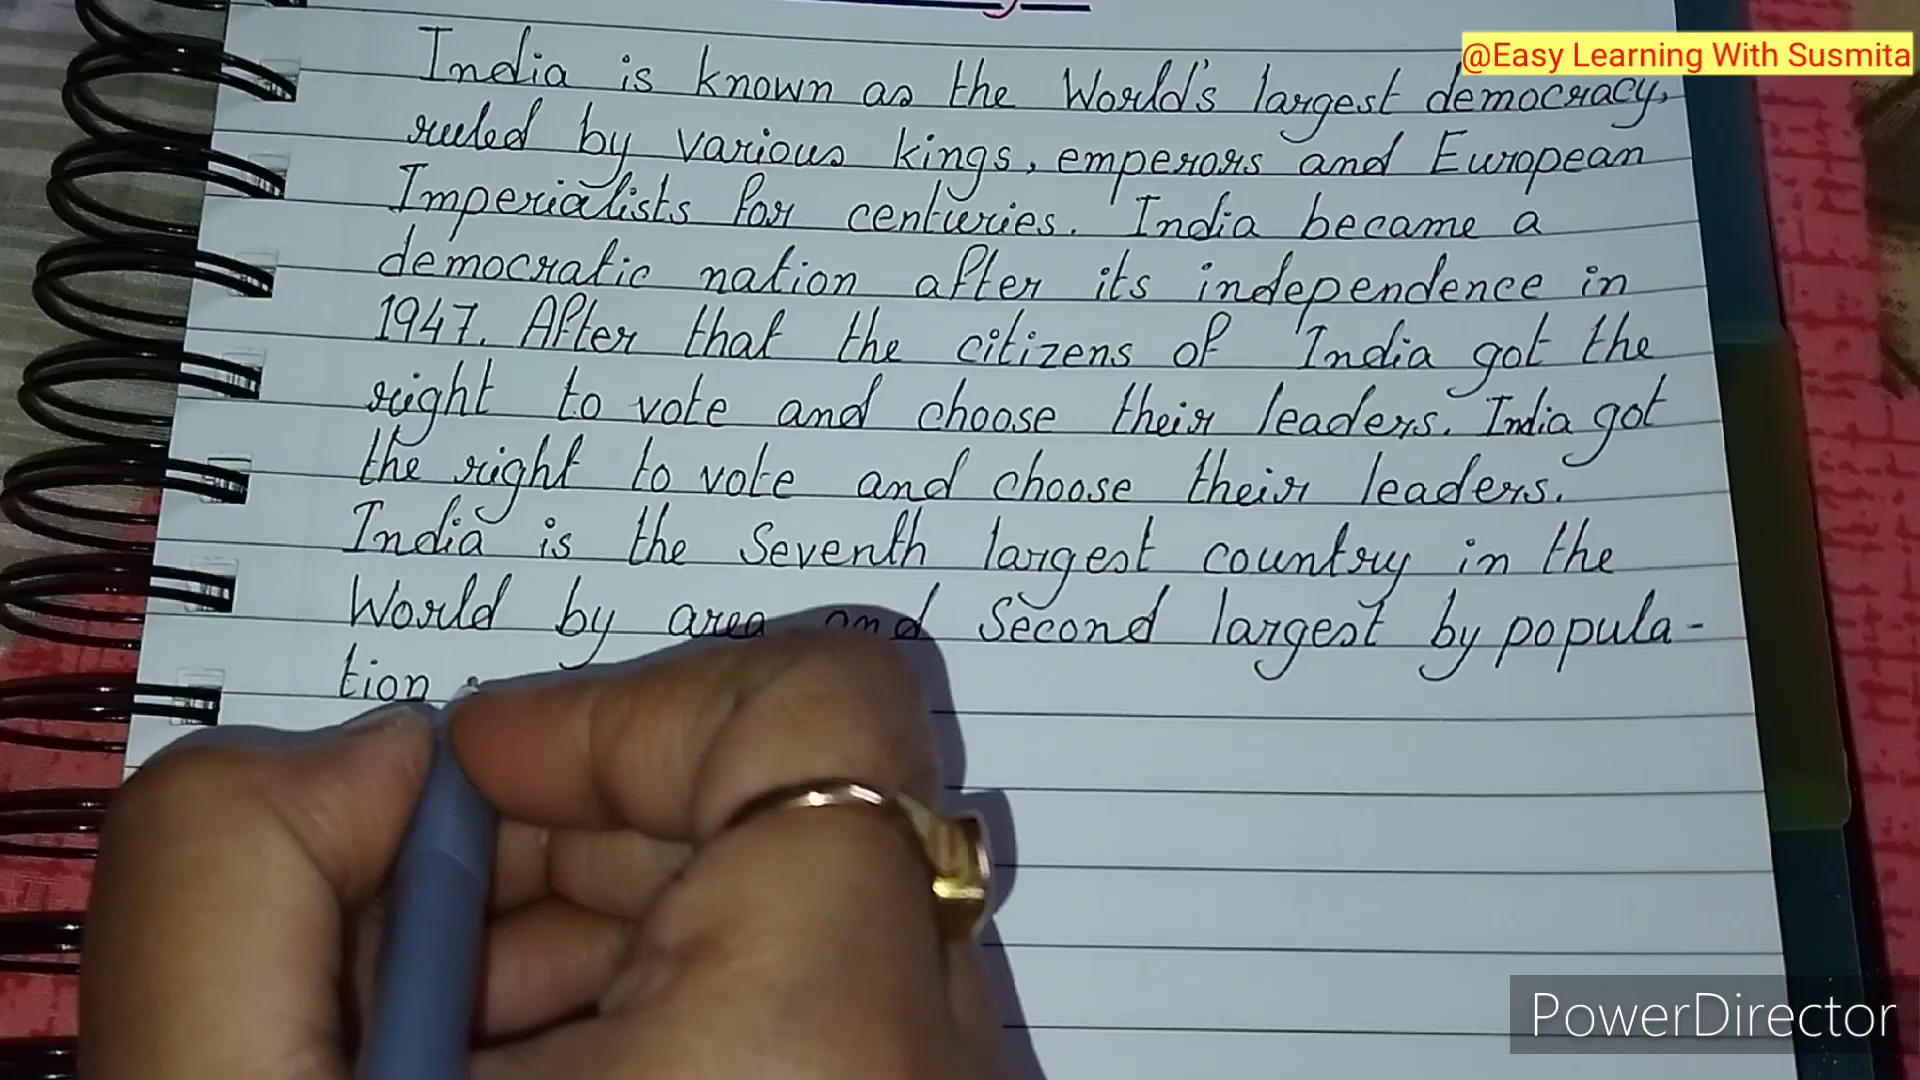 @Easy Learning With Susmita
India is known as the World's largest democracy,
ruled by various kings, emperors and European
Imperialists for centuries. India became a
democratic nation after its independence in
1947. After that the citizens of India got the
right to vote and choose their leaders. India got
the right to vote and choose their leaders.
India is the Seventh largest country in the
World by area and Second largest by popula-
tion
PowerDirector